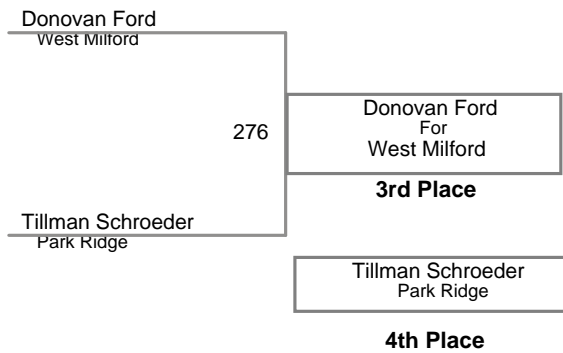 Donovan Ford
West Milford
276
Donovan Ford
For
West Milford
3rd Place
Tillman Schroeder
Park Ridge
Tillman Schroeder
Park Ridge
4th Place